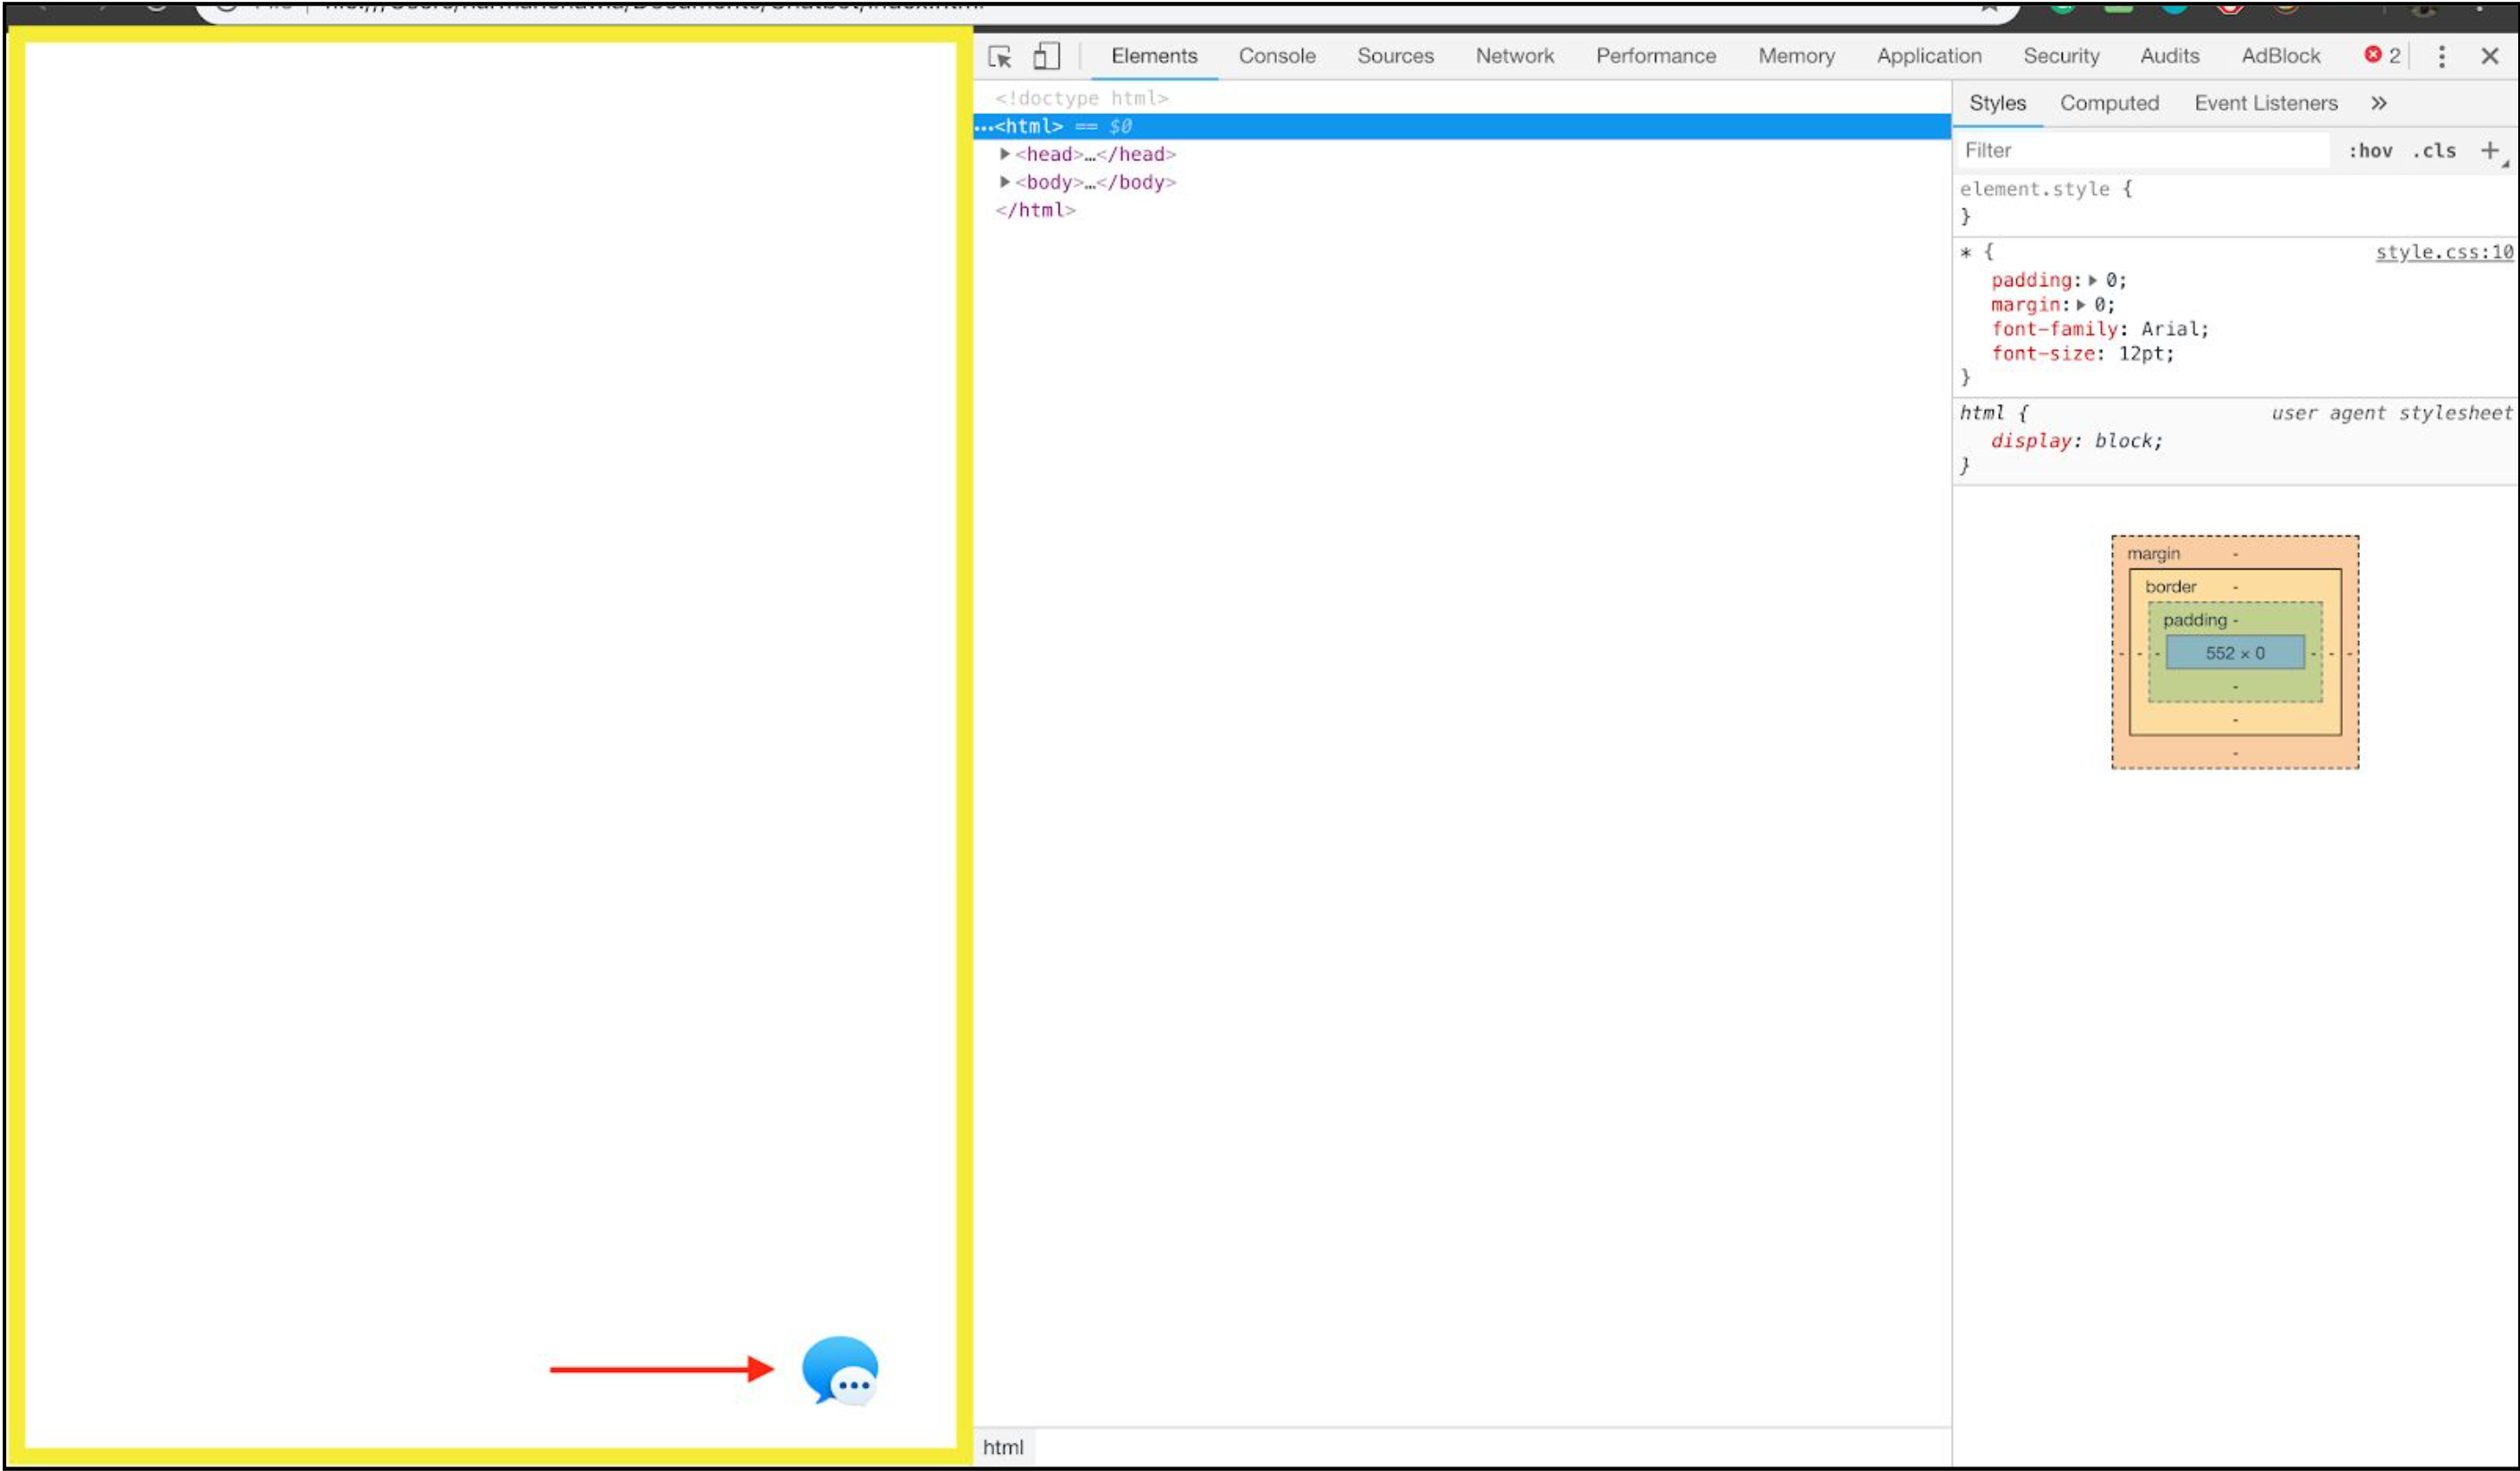 Elements Console Sources Network Performance Memory Application Security Audits AdBlock 2
<!doctype html>
…<html> == $0
<head>…</head>
<body>…</body>
</html>
html
Styles Computed Event Listeners »
Filter :hov .cls +
element.style {
}
* { style.css:10
padding: 0;
margin: 0;
font-family: Arial;
font-size: 12pt;
}
html { user agent stylesheet
display: block;
}
margin -
border -
padding -
- - - 552 × 0 - - -
-
-
-